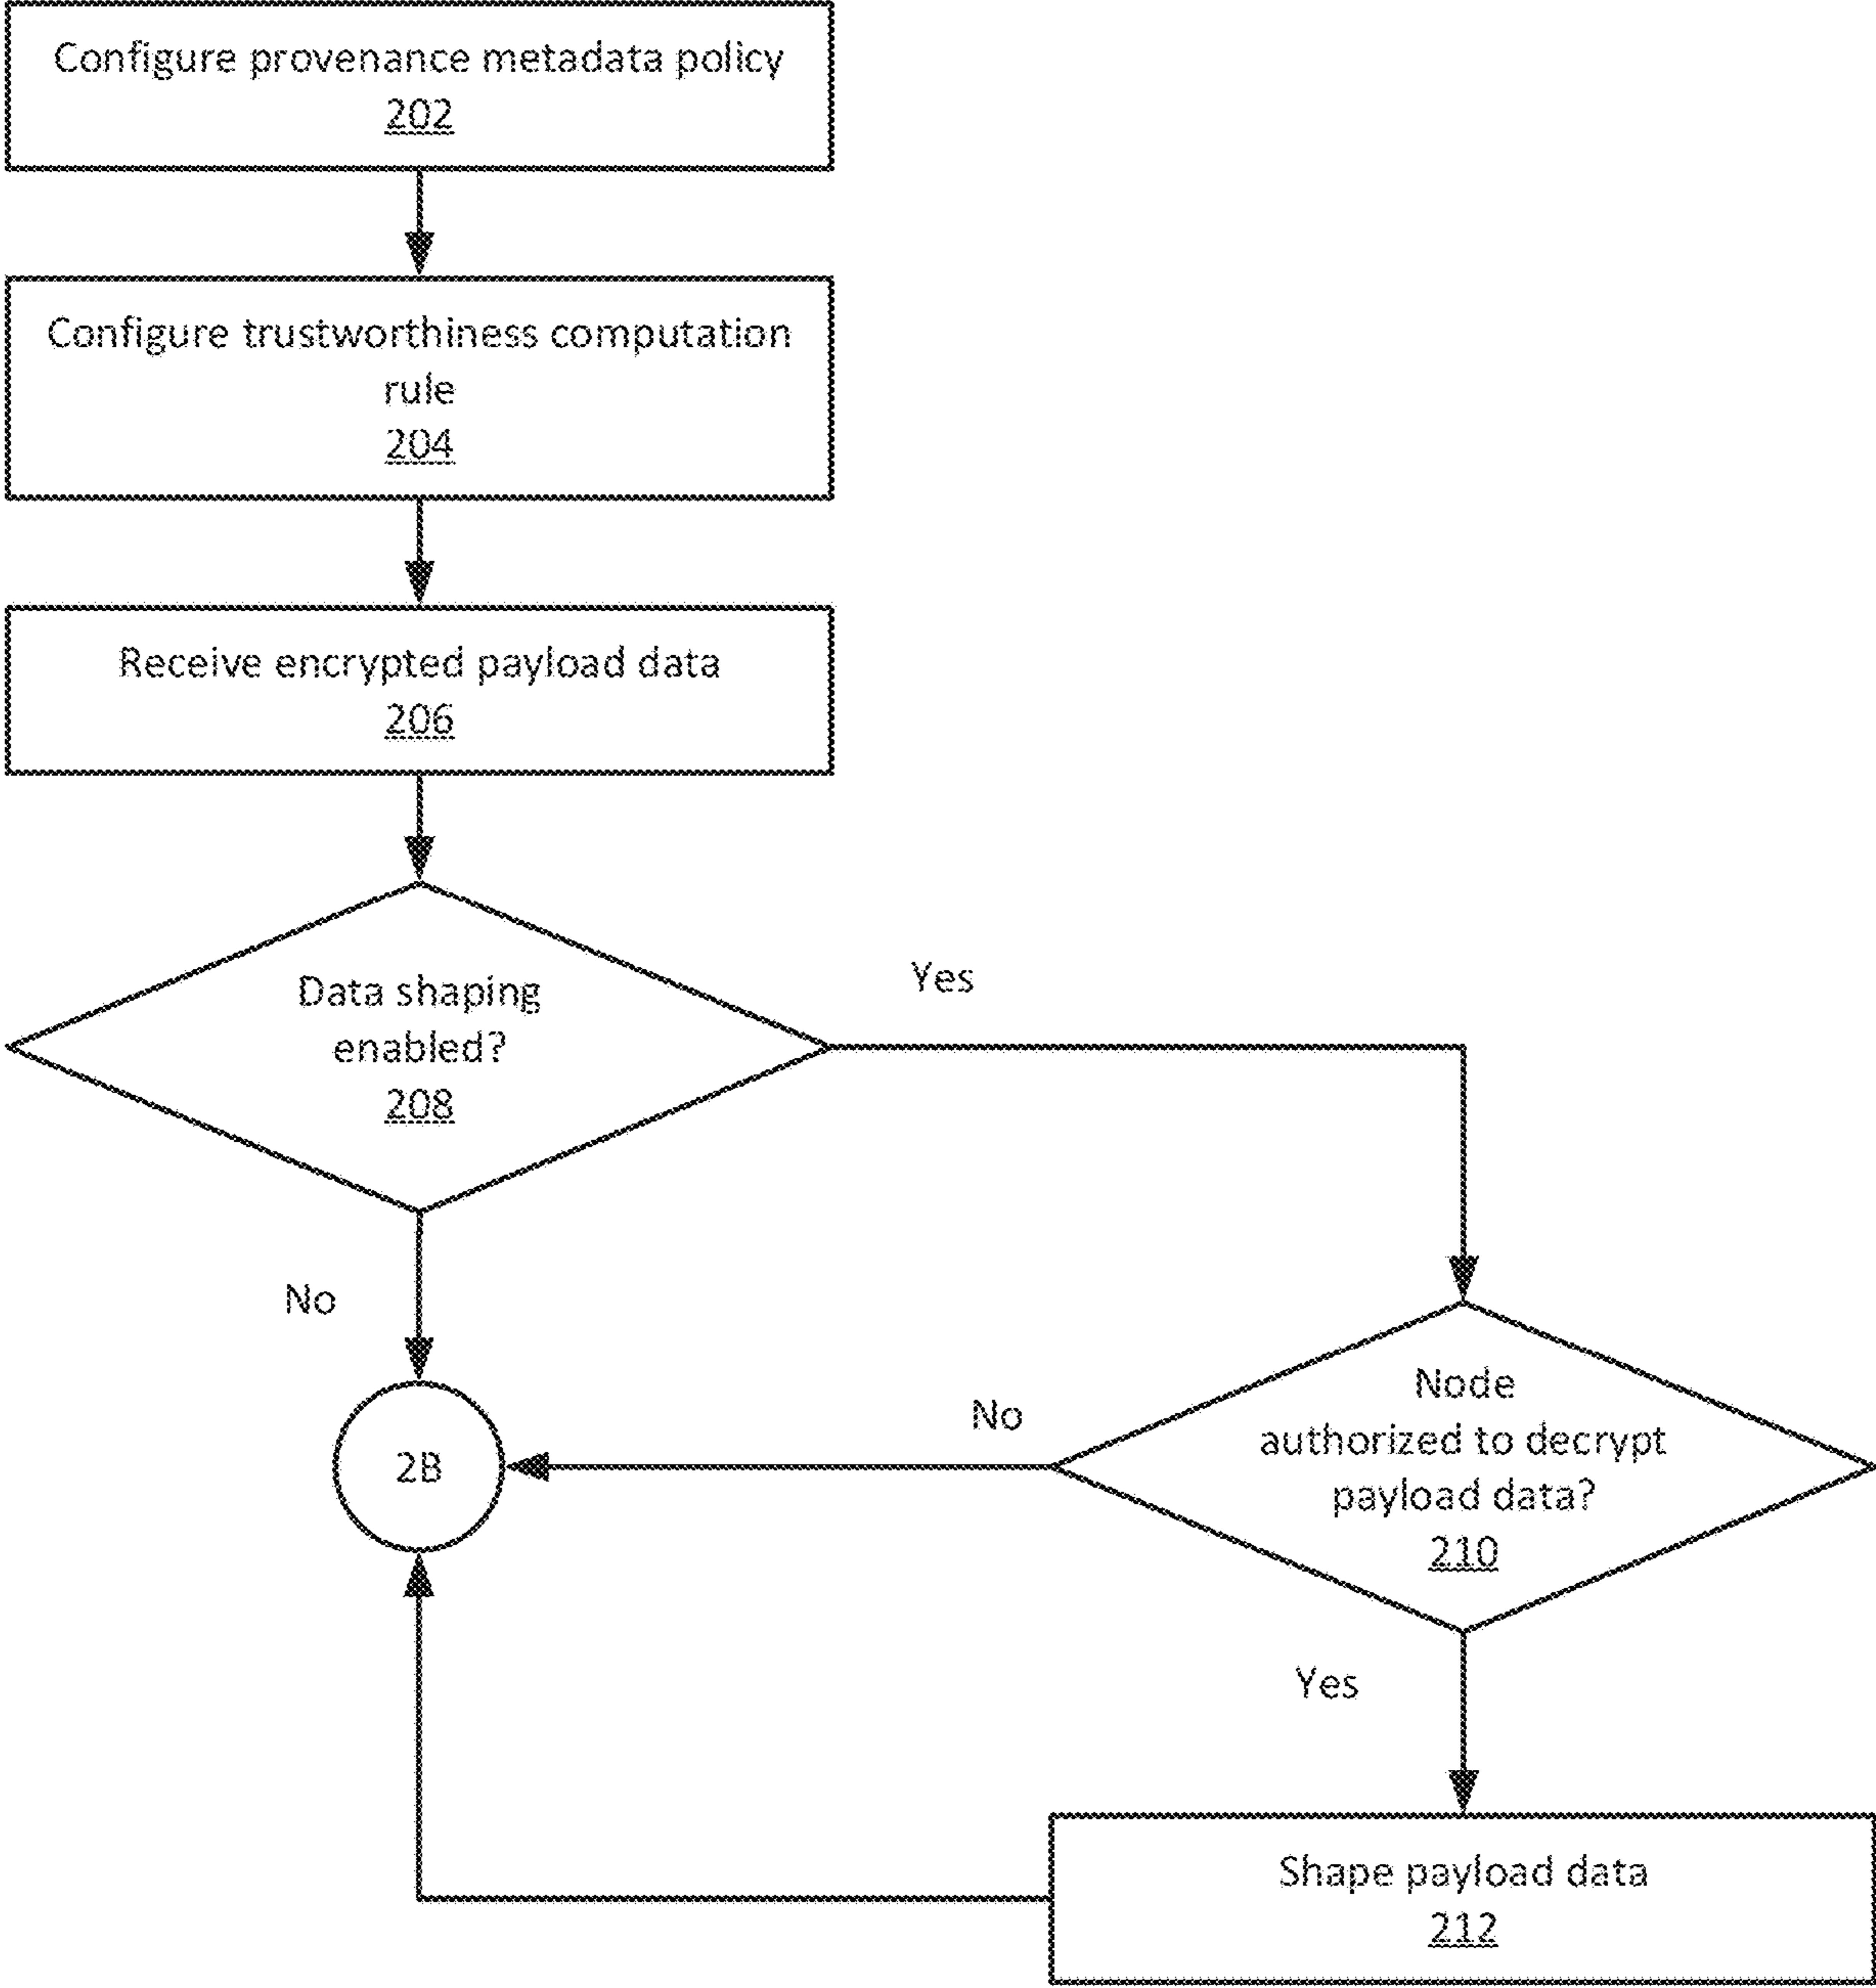 Configure provenance metadata policy
202
Configure trustworthiness computation
rule
204
Receive encrypted payload data
206
Data shaping
enabled?
208
Yes
No
2B
No
Node
authorized to decrypt
payload data?
210
Yes
Shape payload data
212